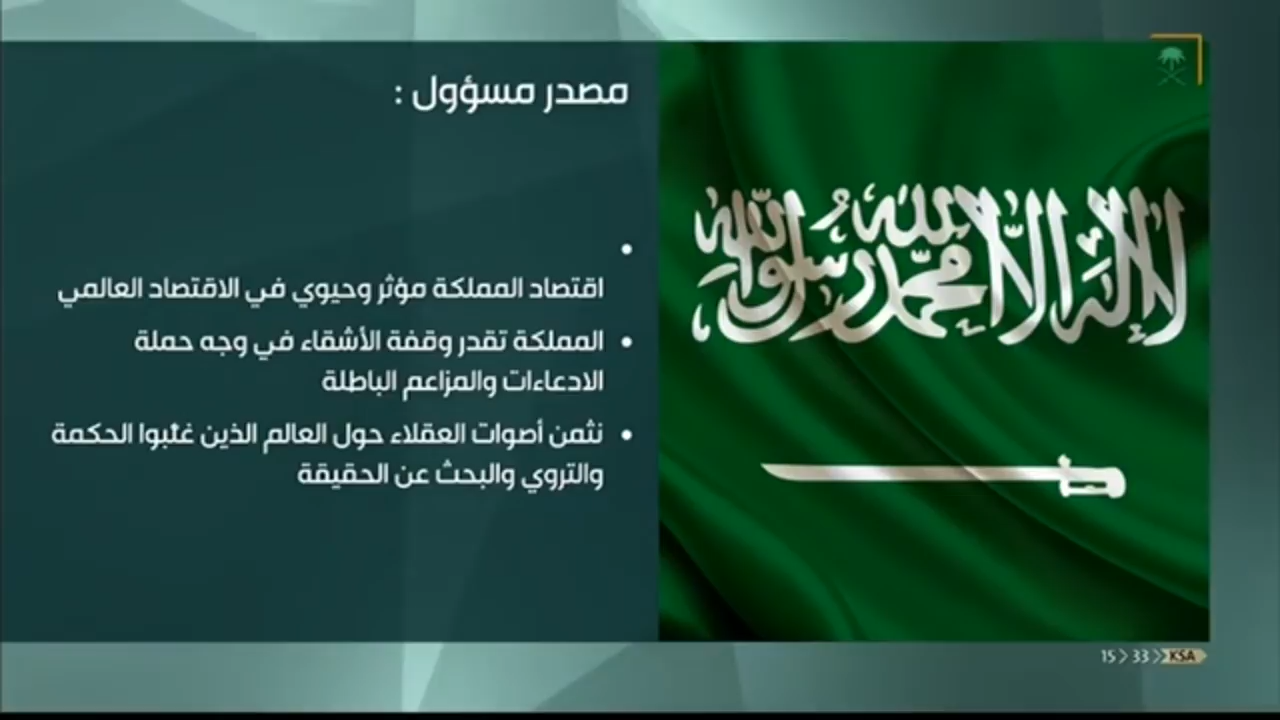 مصدر مسؤول :
• اقتصاد المملكة مؤثر وحيوي في الاقتصاد العالمي
• المملكة تقدر وقفة الأشقاء في وجه حملة
الادعاءات والمزاعم الباطلة
• نثمن أصوات العقلاء حول العالم الذين غلّبوا الحكمة
والتروي والبحث عن الحقيقة
لا إله إلا الله محمد رسول الله
15 > 33 >> KSA